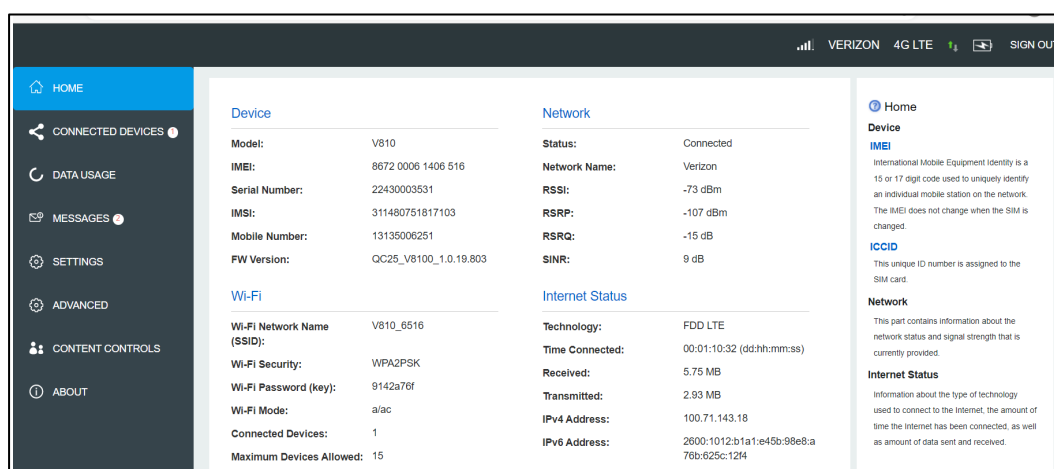 VERIZON 4G LTE SIGN OU
HOME
CONNECTED DEVICES 1
DATA USAGE
MESSAGES 2
SETTINGS
ADVANCED
CONTENT CONTROLS
ABOUT
Device
Model: V810
IMEI: 8672 0006 1406 516
Serial Number: 22430003531
IMSI: 311480751817103
Mobile Number: 13135006251
FW Version: QC25_V8100_1.0.19.803
Wi-Fi
Wi-Fi Network Name V810_6516
(SSID):
Wi-Fi Security: WPA2PSK
Wi-Fi Password (key): 9142a76f
Wi-Fi Mode: a/ac
Connected Devices: 1
Maximum Devices Allowed: 15
Network
Status: Connected
Network Name: Verizon
RSSI: -73 dBm
RSRP: -107 dBm
RSRQ: -15 dB
SINR: 9 dB
Internet Status
Technology: FDD LTE
Time Connected: 00:01:10:32 (dd:hh:mm:ss)
Received: 5.75 MB
Transmitted: 2.93 MB
IPv4 Address: 100.71.143.18
IPv6 Address: 2600:1012:b1a1:e45b:98e8:a
76b:625c:12f4
? Home
Device
IMEI
International Mobile Equipment Identity is a
15 or 17 digit code used to uniquely identify
an individual mobile station on the network.
The IMEI does not change when the SIM is
changed.
ICCID
This unique ID number is assigned to the
SIM card.
Network
This part contains information about the
network status and signal strength that is
currently provided.
Internet Status
Information about the type of technology
used to connect to the Internet, the amount of
time the Internet has been connected, as well
as amount of data sent and received.